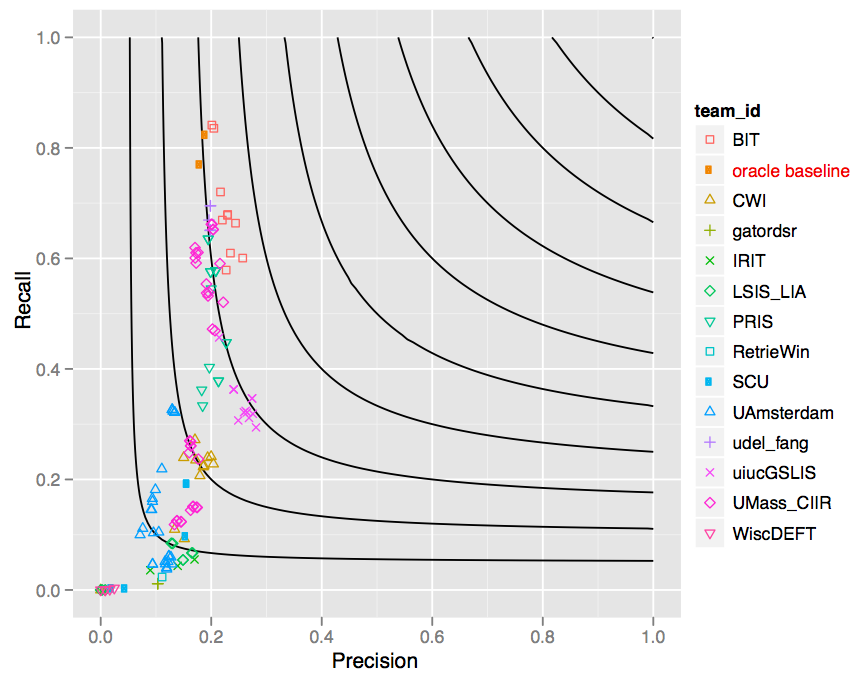 1.0
0.8
0.6
0.4
0.2
0.0
Recall
0.0 0.2 0.4 0.6 0.8 1.0
Precision
team_id
BIT
oracle baseline
CWI
gatordsr
IRIT
LSIS_LIA
PRIS
RetrieWin
SCU
UAmsterdam
udel_fang
uiucGSLIS
UMass_CIIR
WiscDEFT